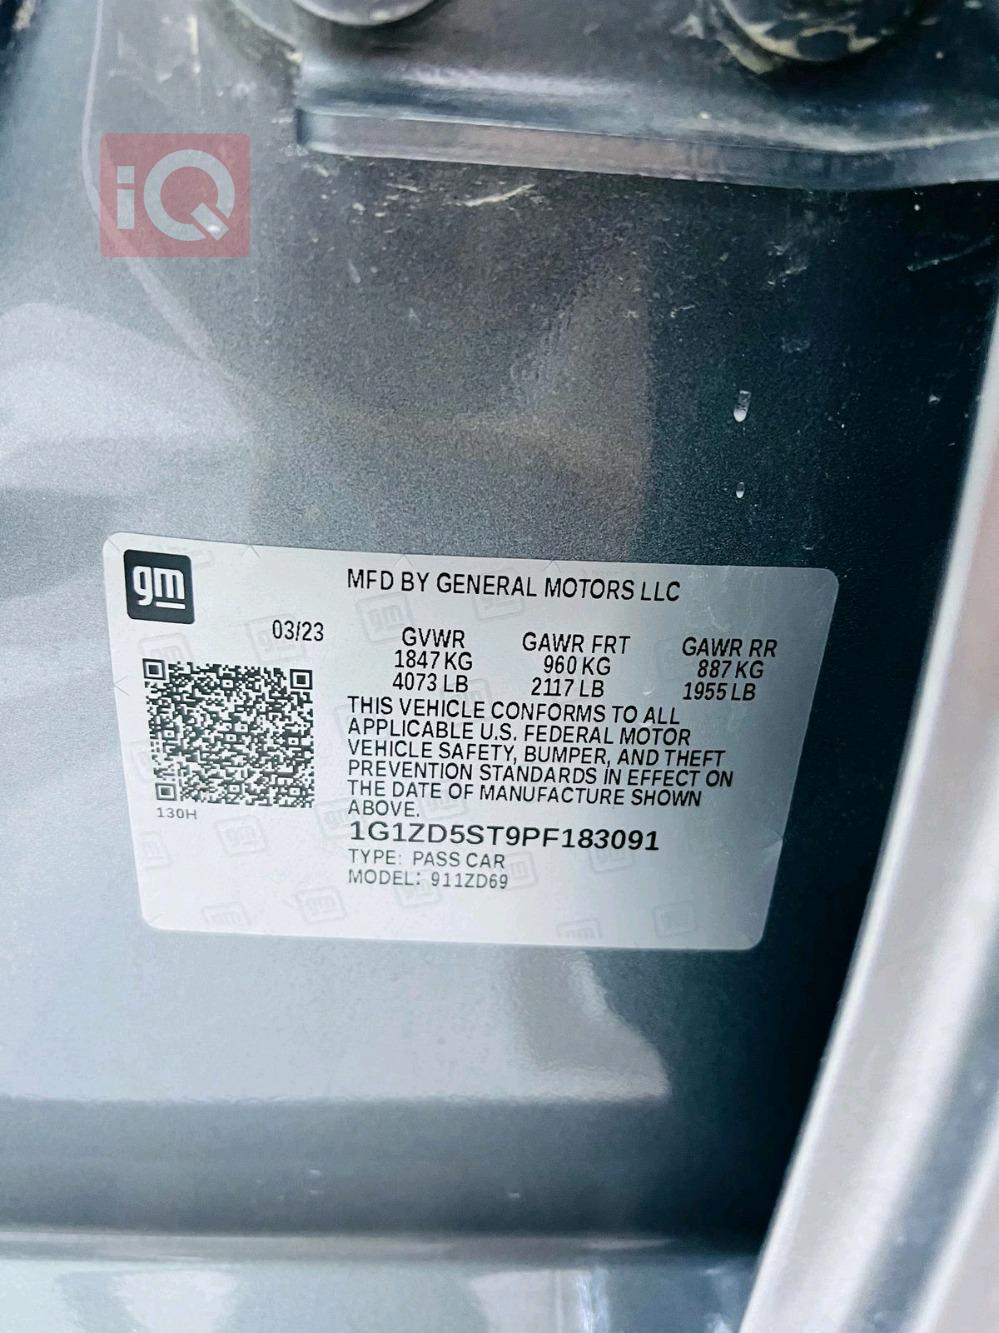 iQ
gm
MFD BY GENERAL MOTORS LLC
03/23
GVWR GAWR FRT GAWR RR
1847 KG 960 KG 887 KG
4073 LB 2117 LB 1955 LB
THIS VEHICLE CONFORMS TO ALL
APPLICABLE U.S. FEDERAL MOTOR
VEHICLE SAFETY, BUMPER, AND THEFT
PREVENTION STANDARDS IN EFFECT ON
THE DATE OF MANUFACTURE SHOWN
ABOVE.
130H
1G1ZD5ST9PF183091
TYPE: PASS CAR
MODEL: 911ZD69